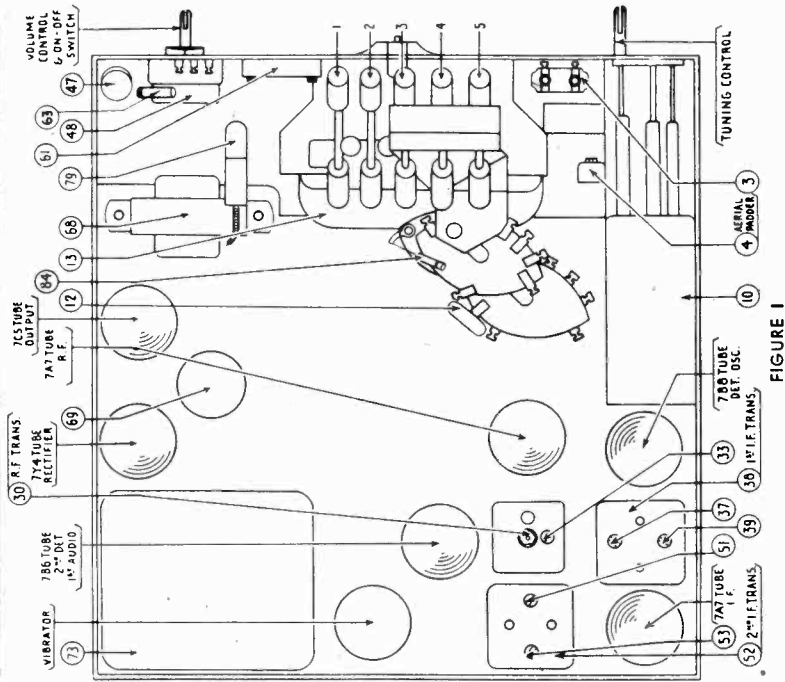 VOLUME
CONTROL
& ON-OFF
SWITCH
47
63
48
61
79
68
13
84
12
7C5 TUBE
OUTPUT
7A7 TUBE
R.F.
69
30
R.F TRANS.
7Y4 TUBE
RECTIFIER
7B6 TUBE
2ND DET
1ST AUDIO
VIBRATOR
73
1
2
3
4
5
TUNING CONTROL
3
4
AERIAL
PADDER
10
7B8 TUBE
DET. OSC.
33
38
1ST I.F. TRANS.
37
39
51
7A7 TUBE
I.F.
53
52
2ND I.F. TRANS.
FIGURE 1